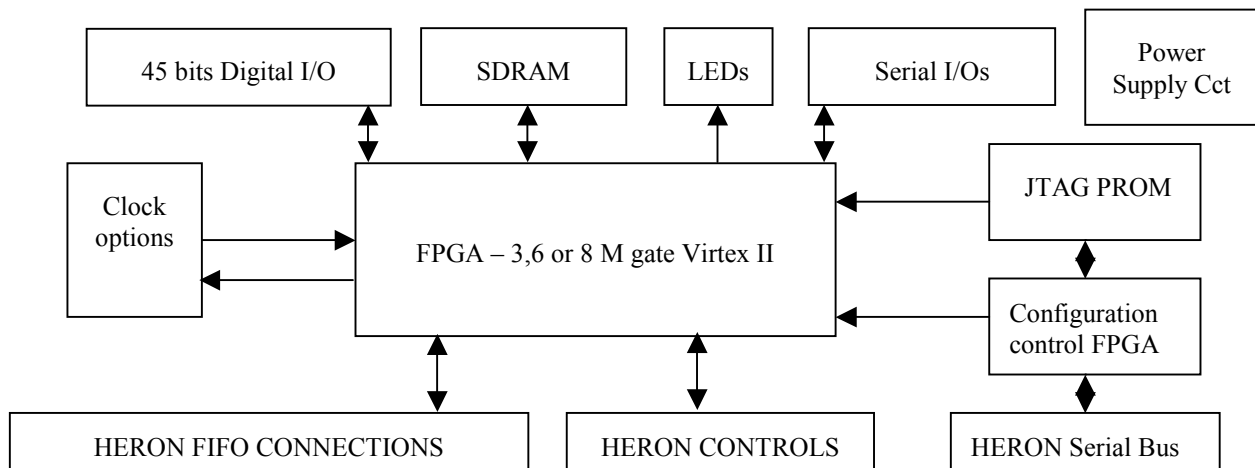 45 bits Digital I/O
SDRAM
LEDs
Serial I/Os
Power
Supply Cct
Clock
options
FPGA – 3,6 or 8 M gate Virtex II
JTAG PROM
Configuration
control FPGA
HERON FIFO CONNECTIONS
HERON CONTROLS
HERON Serial Bus